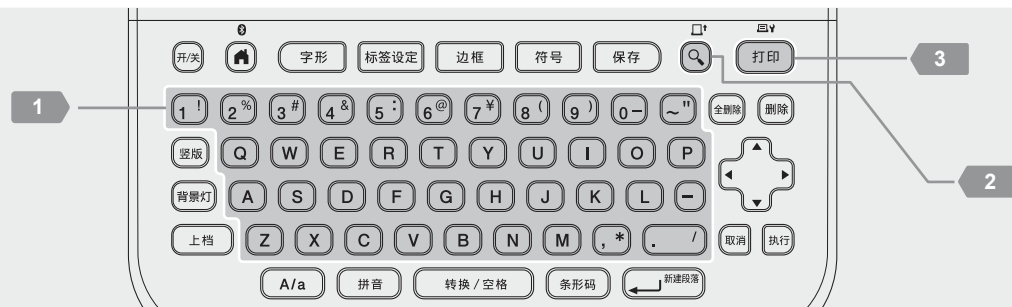 开/关 字形 标签设定 边框 符号 保存 打印 3
1 1 ! 2 % 3 # 4 & 5 : 6 @ 7 ¥ 8 ( 9 ) 0 – ~ " 全删除 删除
竖版 Q W E R T Y U I O P
2
背景灯 A S D F G H J K L –
上档 Z X C V B N M , * . / 取消 执行
A/a 拼音 转换/空格 条形码 新建段落